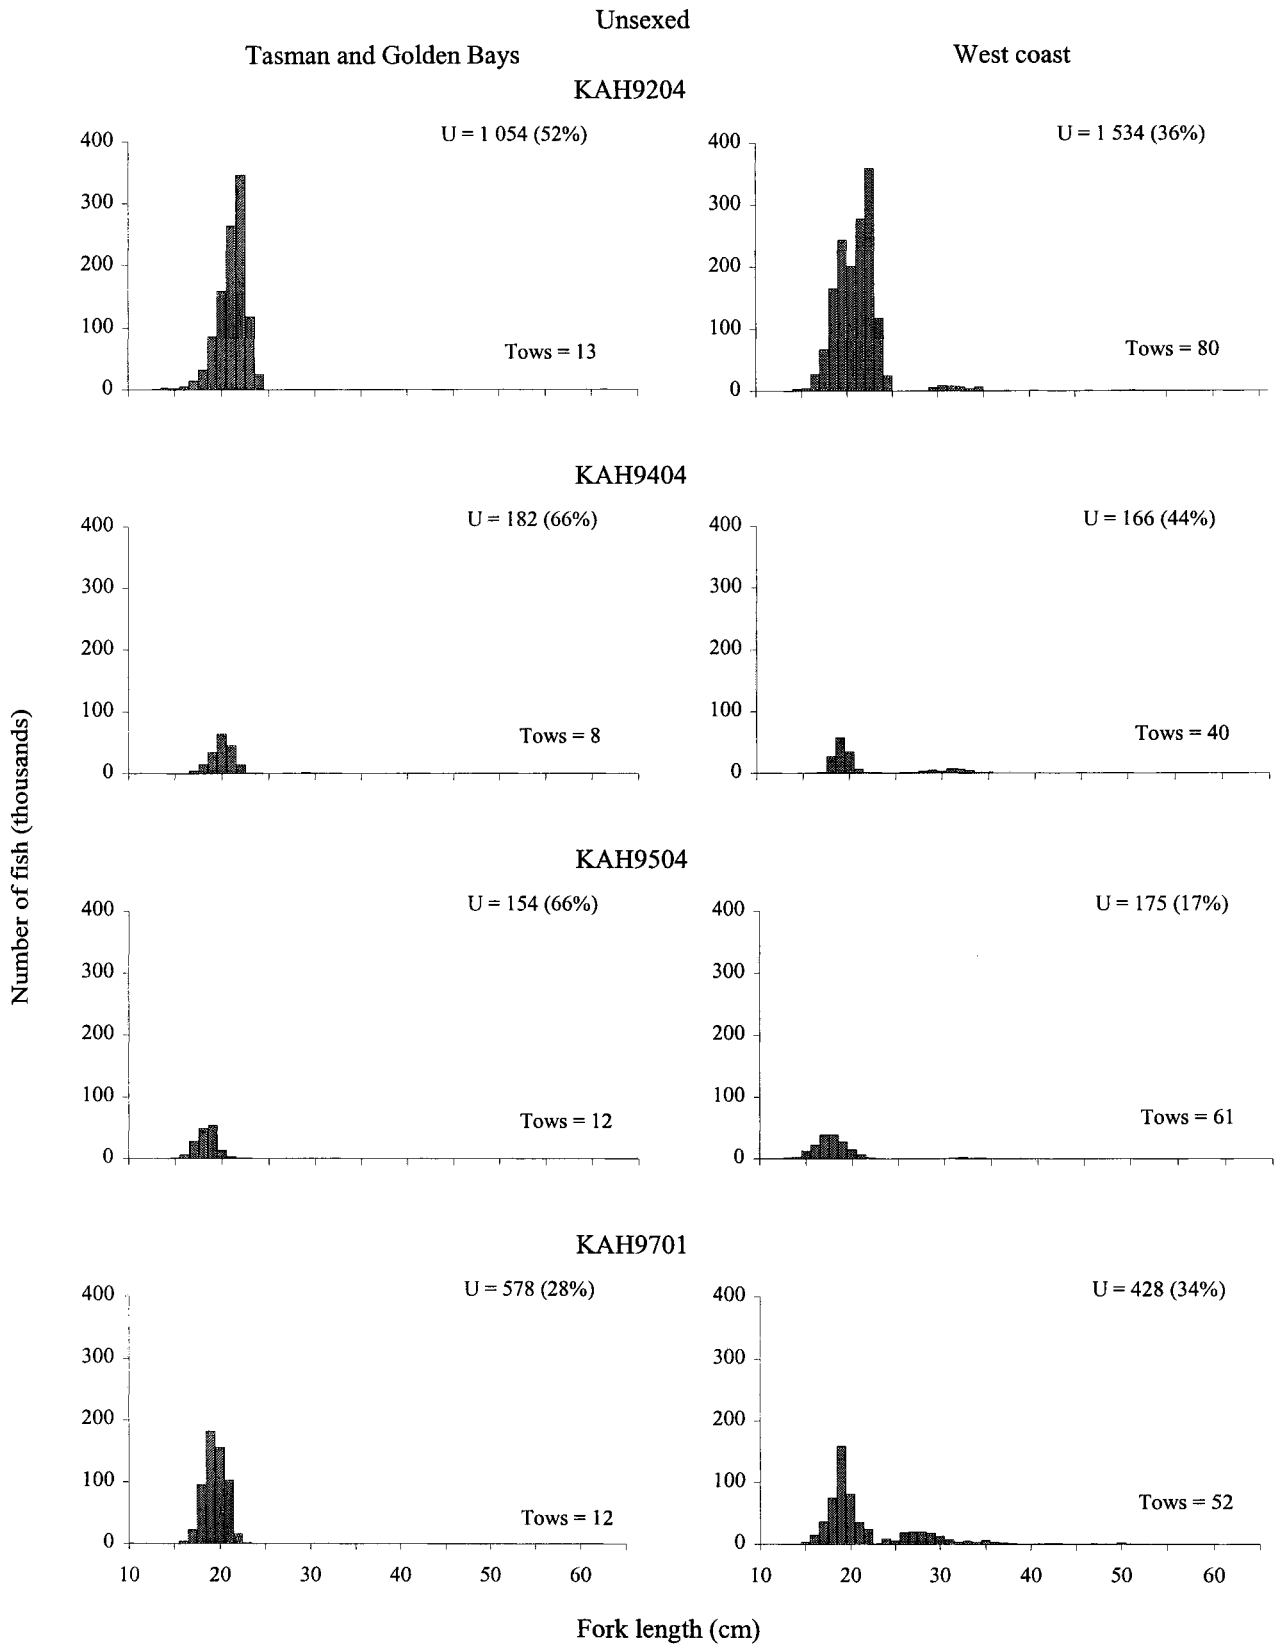 Unsexed
Tasman and Golden Bays
West coast
KAH9204
U = 1 054 (52%)
400
300
200
100
0
Tows = 13
U = 1 534 (36%)
400
300
200
100
0
Tows = 80
KAH9404
U = 182 (66%)
400
300
200
100
0
Tows = 8
U = 166 (44%)
400
300
200
100
0
Tows = 40
Number of fish (thousands)
KAH9504
U = 154 (66%)
400
300
200
100
0
Tows = 12
U = 175 (17%)
400
300
200
100
0
Tows = 61
KAH9701
U = 578 (28%)
400
300
200
100
0
Tows = 12
10 20 30 40 50 60
U = 428 (34%)
400
300
200
100
0
Tows = 52
10 20 30 40 50 60
Fork length (cm)